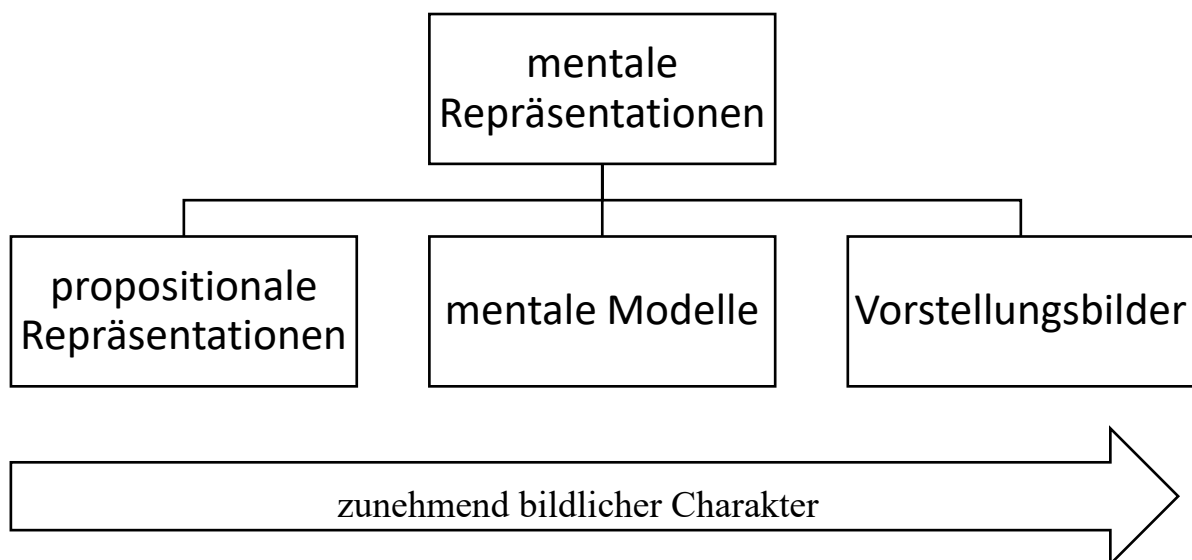 mentale
Repräsentationen
propositionale
Repräsentationen
mentale Modelle
Vorstellungsbilder
zunehmend bildlicher Charakter